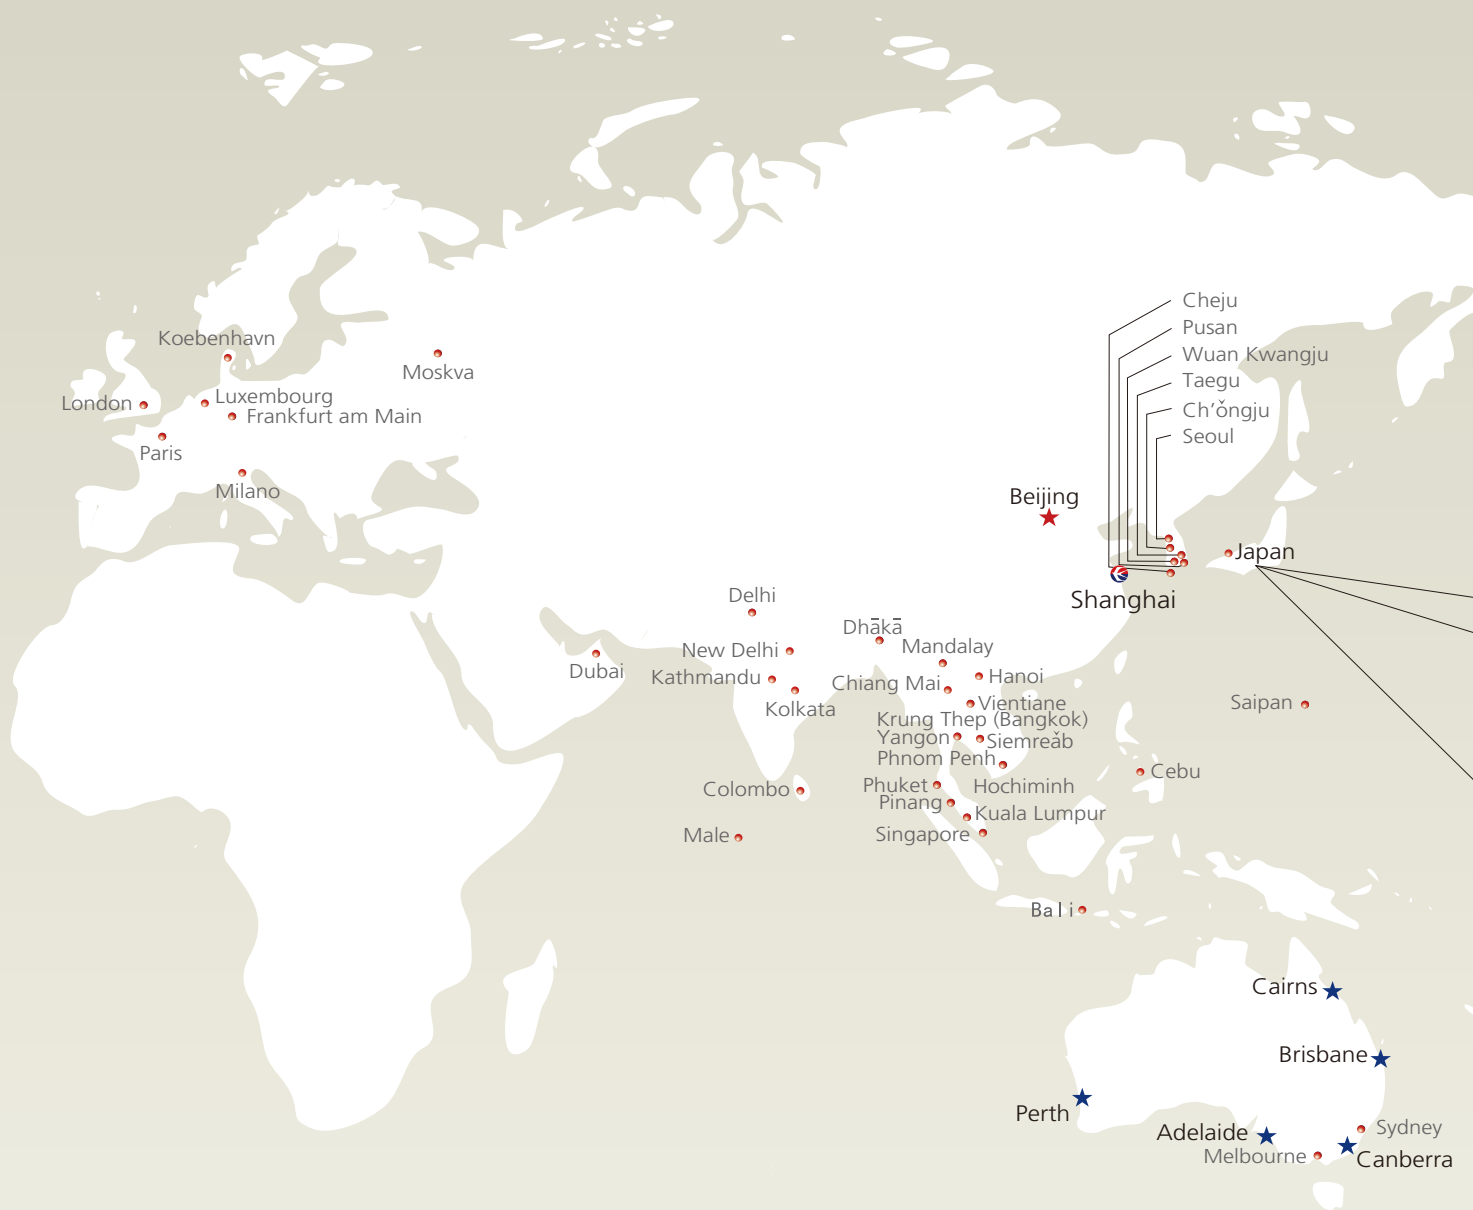 Cheju
Pusan
Wuan Kwangju
Taegu
Ch’ǒngju
Seoul
Koebenhavn
Moskva
London
Luxembourg
Frankfurt am Main
Paris
Milano
Beijing
Japan
Shanghai
Delhi
Dhākā
New Delhi
Mandalay
Dubai
Kathmandu
Chiang Mai
Hanoi
Kolkata
Vientiane
Saipan
Krung Thep (Bangkok)
Yangon
Siemreăb
Phnom Penh
Cebu
Colombo
Phuket
Hochiminh
Pinang
Kuala Lumpur
Male
Singapore
Bali
Cairns
Brisbane
Perth
Adelaide
Sydney
Melbourne
Canberra